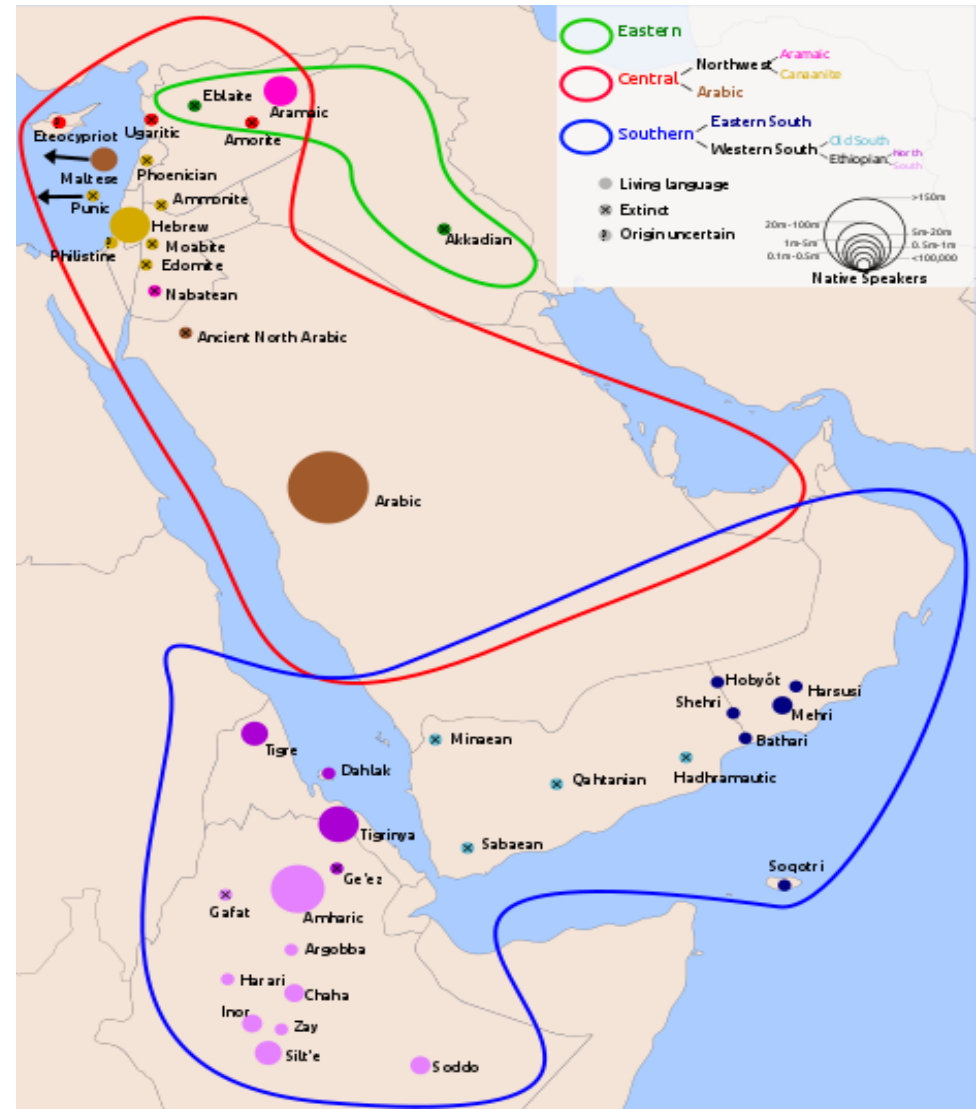 Eastern
Central
Northwest
Aramaic
Canaanite
Arabic
Southern
Eastern South
Western South
Old South
Ethiopian
North
South
Living language
Extinct
Origin uncertain
>150m
20m-100m
5m-20m
1m-5m
0.5m-1m
0.1m-0.5m
<100,000
Native Speakers
Eblaite
Aramaic
Eteocypriot
Ugaritic
Amorite
Maltese
Phoenician
Punic
Ammonite
Hebrew
Akkadian
Philistine
Moabite
Edomite
Nabatean
Ancient North Arabic
Arabic
Hobyót
Harsusi
Shehri
Mehri
Bathari
Tigre
Minaean
Dahlak
Qahtanian
Hadhramautic
Tigrinya
Sabaean
Ge'ez
Soqotri
Gafat
Amharic
Argobba
Harari
Chaha
Inor
Zay
Silt'e
Soddo